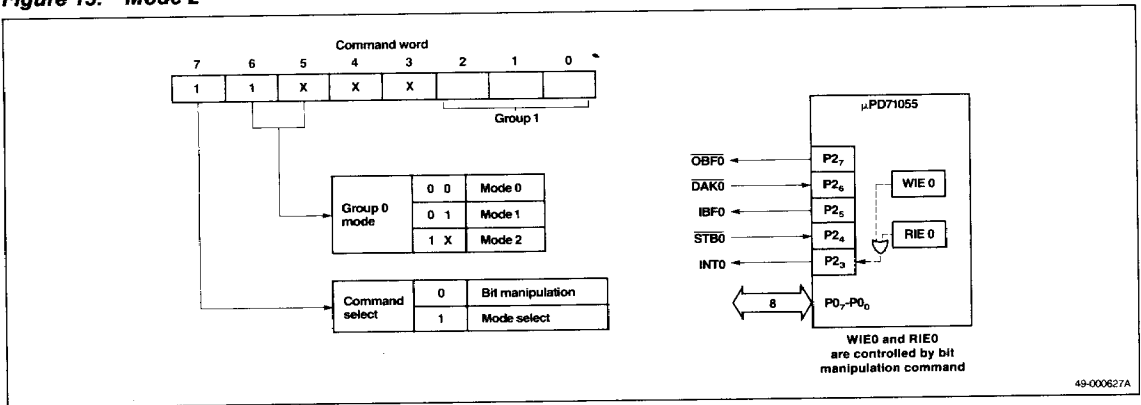 Figure 15. Mode 2
Command word
7 6 5 4 3 2 1 0
1 1 X X X
Group 1
Group 0 mode
0 0 Mode 0
0 1 Mode 1
1 X Mode 2
Command select
0 Bit manipulation
1 Mode select
μPD71055
OBF0 P2₇
DAK0 P2₆ WIE 0
IBF0 P2₅
STB0 P2₄ RIE 0
INT0 P2₃
8 P0₇-P0₀
WIE0 and RIE0
are controlled by bit
manipulation command
49-000627A